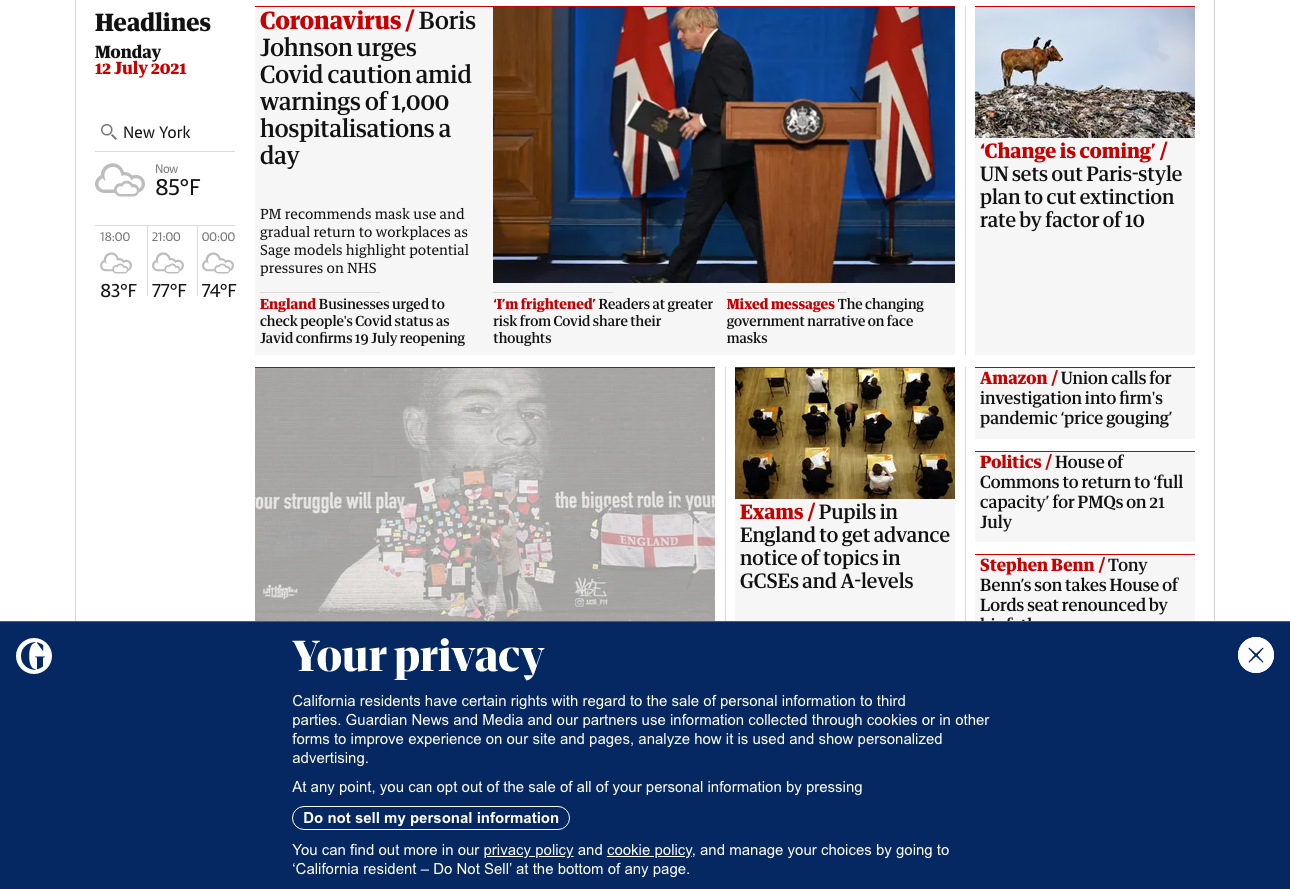 Headlines
Monday
12 July 2021
New York
Now
85°F
18:00
21:00
00:00
83°F
77°F
74°F
Coronavirus / Boris
Johnson urges
Covid caution amid
warnings of 1,000
hospitalisations a
day
PM recommends mask use and
gradual return to workplaces as
Sage models highlight potential
pressures on NHS
England Businesses urged to
check people's Covid status as
Javid confirms 19 July reopening
‘I’m frightened’ Readers at greater
risk from Covid share their
thoughts
Mixed messages The changing
government narrative on face
masks
‘Change is coming’ /
UN sets out Paris-style
plan to cut extinction
rate by factor of 10
our struggle will play
the biggest role in your
ENGLAND
Exams / Pupils in
England to get advance
notice of topics in
GCSEs and A-levels
Amazon / Union calls for
investigation into firm's
pandemic ‘price gouging’
Politics / House of
Commons to return to ‘full
capacity’ for PMQs on 21
July
Stephen Benn / Tony
Benn’s son takes House of
Lords seat renounced by
Your privacy
California residents have certain rights with regard to the sale of personal information to third
parties. Guardian News and Media and our partners use information collected through cookies or in other
forms to improve experience on our site and pages, analyze how it is used and show personalized
advertising.
At any point, you can opt out of the sale of all of your personal information by pressing
Do not sell my personal information
You can find out more in our privacy policy and cookie policy, and manage your choices by going to
‘California resident – Do Not Sell’ at the bottom of any page.